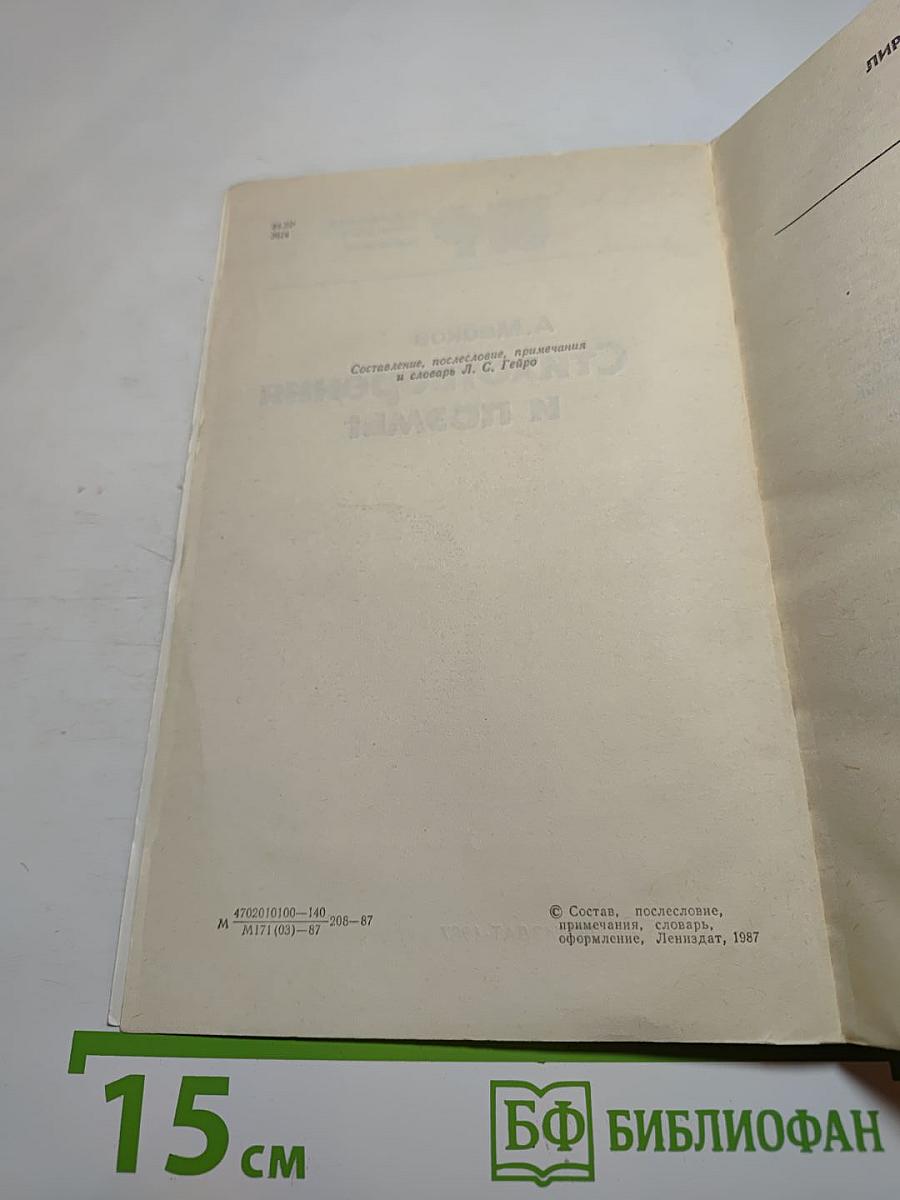 Составление, послесловие, примечания
и словарь Л. С. Гейро
М 4702010100—140 208—87
М171(03)—87
© Состав, послесловие,
примечания, словарь,
оформление, Лениздат, 1987
15 см
БФ БИБЛИОФАН